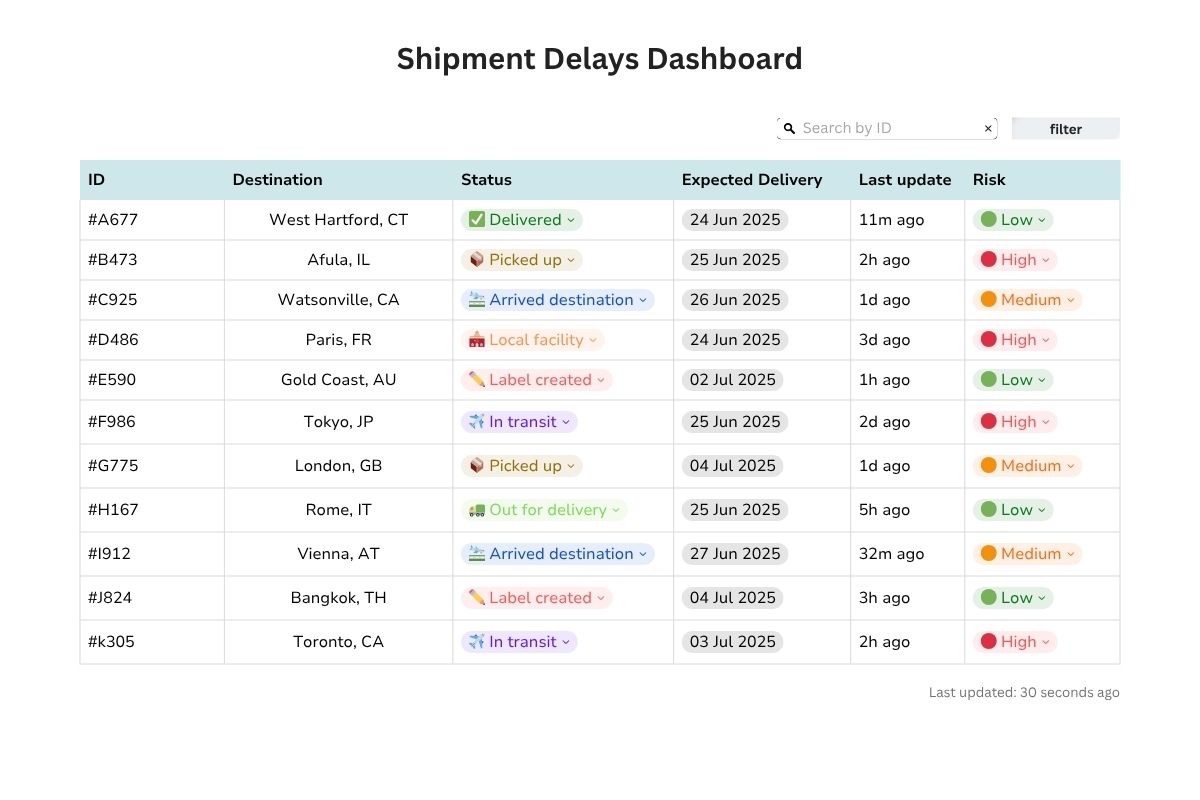 Shipment Delays Dashboard
Search by ID × filter
ID Destination Status Expected Delivery Last update Risk
#A677 West Hartford, CT Delivered 24 Jun 2025 11m ago Low
#B473 Afula, IL Picked up 25 Jun 2025 2h ago High
#C925 Watsonville, CA Arrived destination 26 Jun 2025 1d ago Medium
#D486 Paris, FR Local facility 24 Jun 2025 3d ago High
#E590 Gold Coast, AU Label created 02 Jul 2025 1h ago Low
#F986 Tokyo, JP In transit 25 Jun 2025 2d ago High
#G775 London, GB Picked up 04 Jul 2025 1d ago Medium
#H167 Rome, IT Out for delivery 25 Jun 2025 5h ago Low
#I912 Vienna, AT Arrived destination 27 Jun 2025 32m ago Medium
#J824 Bangkok, TH Label created 04 Jul 2025 3h ago Low
#k305 Toronto, CA In transit 03 Jul 2025 2h ago High
Last updated: 30 seconds ago